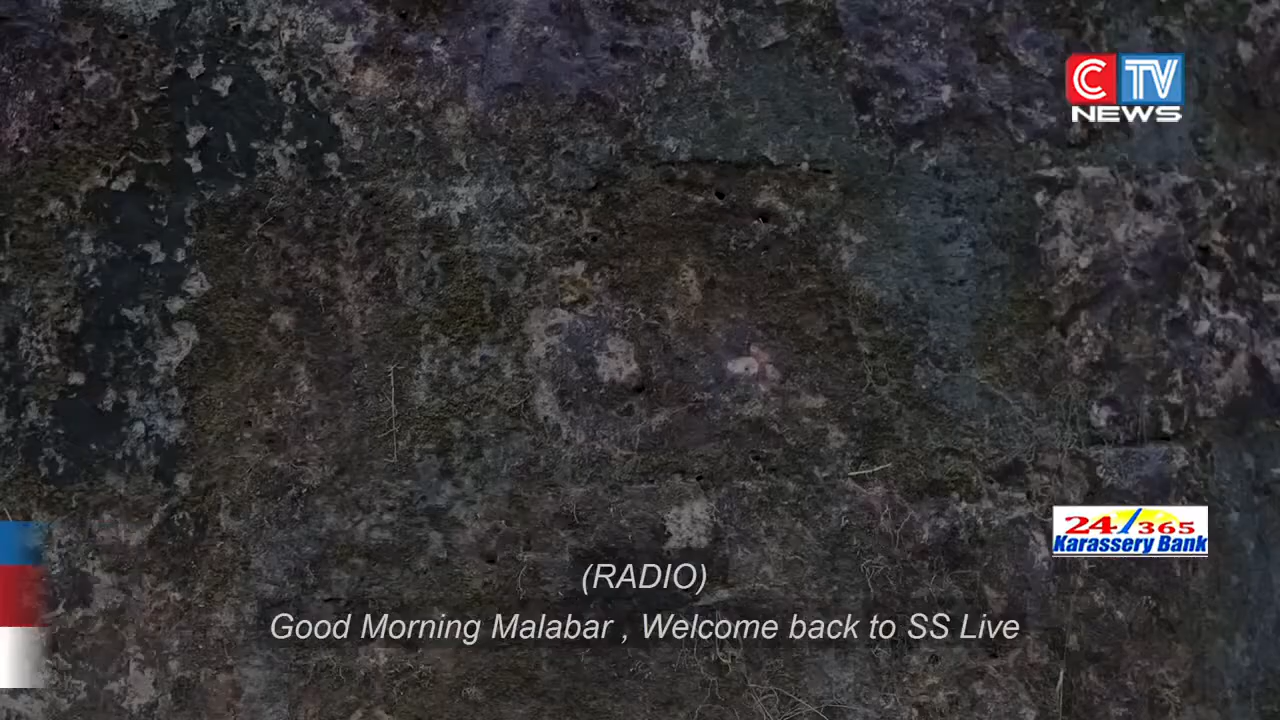 C TV
NEWS
24/365
Karassery Bank
(RADIO)
Good Morning Malabar , Welcome back to SS Live